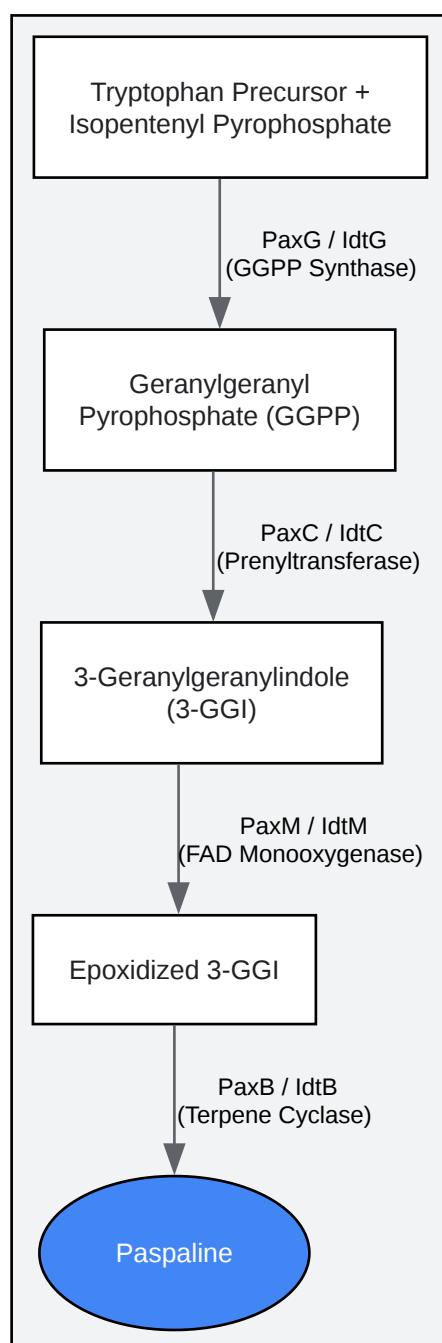 Tryptophan Precursor +
Isopentenyl Pyrophosphate
PaxG / IdtG
(GGPP Synthase)
Geranylgeranyl
Pyrophosphate (GGPP)
PaxC / IdtC
(Prenyltransferase)
3-Geranylgeranylindole
(3-GGI)
PaxM / IdtM
(FAD Monooxygenase)
Epoxidized 3-GGI
PaxB / IdtB
(Terpene Cyclase)
Paspaline